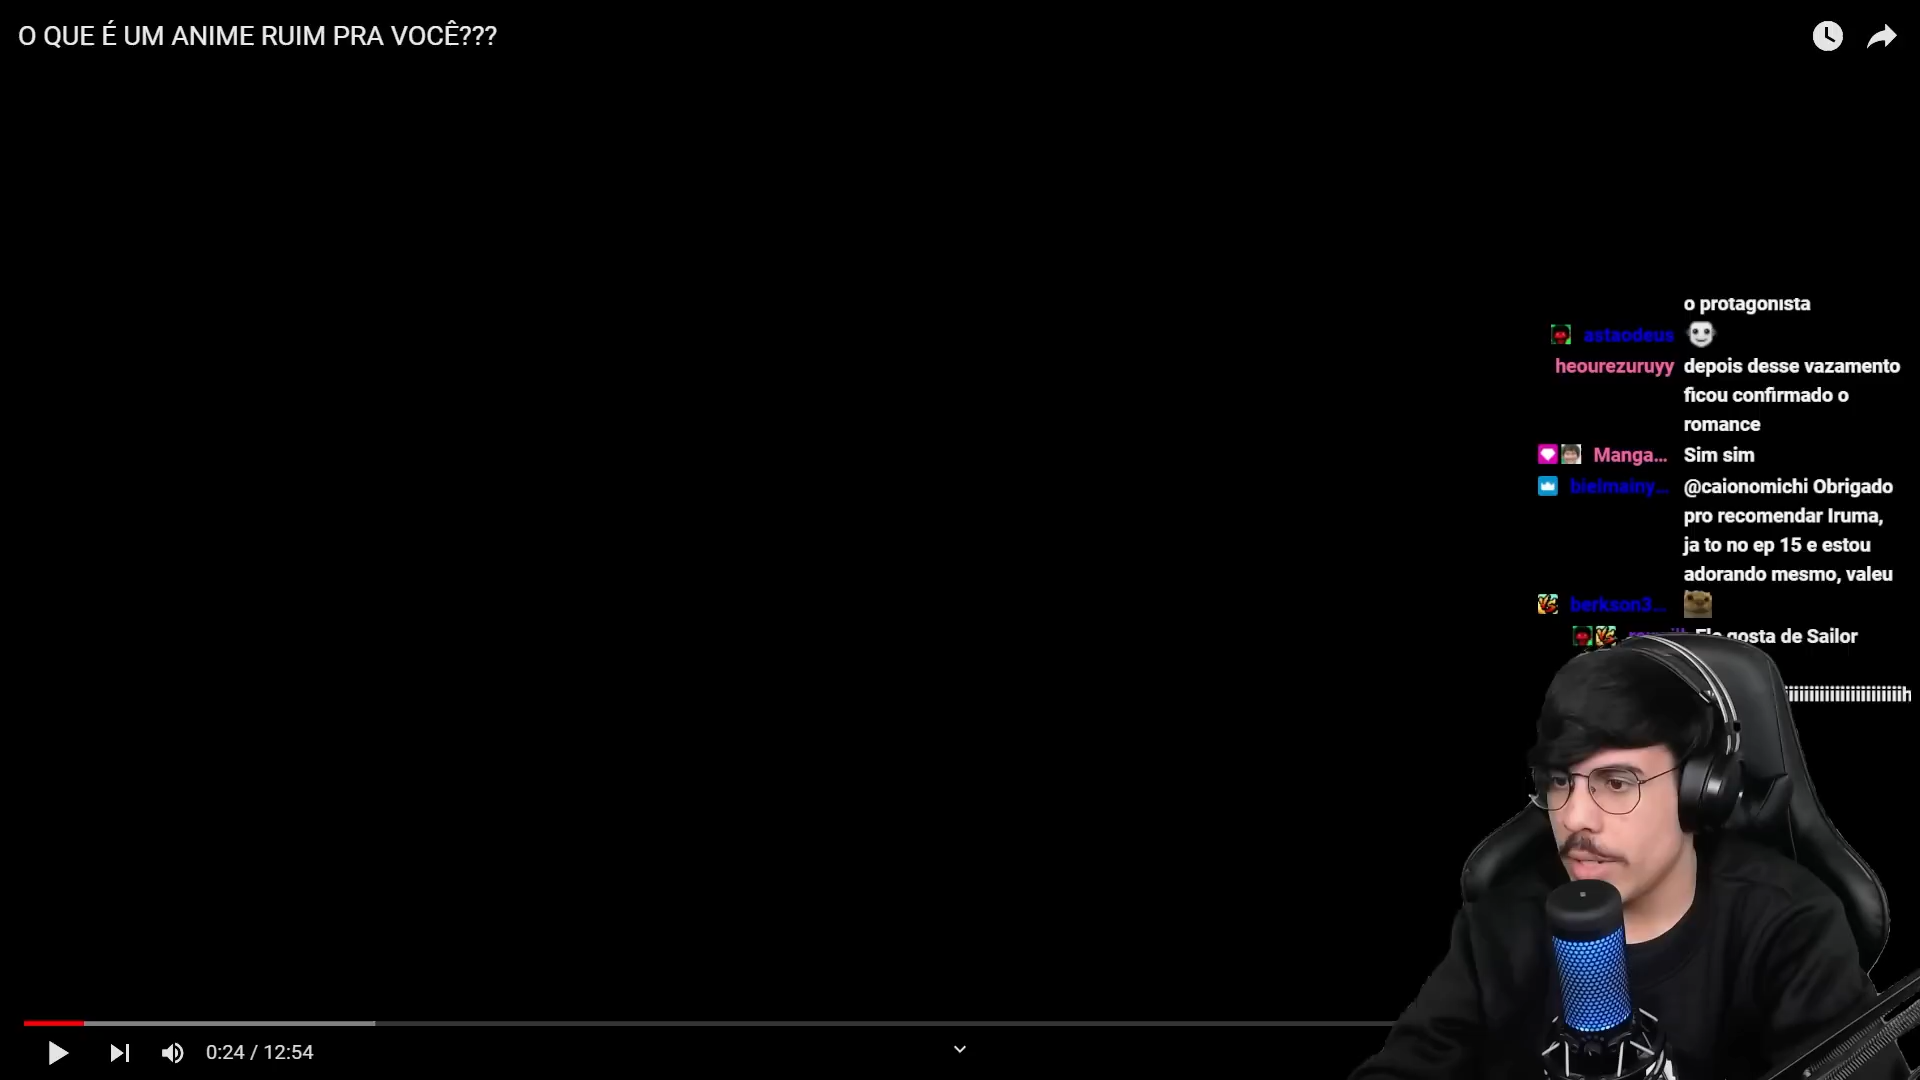 O QUE É UM ANIME RUIM PRA VOCÊ???
o protagonista
astaodeus
heourezuruyy depois desse vazamento
ficou confirmado o
romance
Manga... Sim sim
bielmainy... @caionomichi Obrigado
pro recomendar Iruma,
ja to no ep 15 e estou
adorando mesmo, valeu
berkson3...
gosta de Sailor
0:24 / 12:54